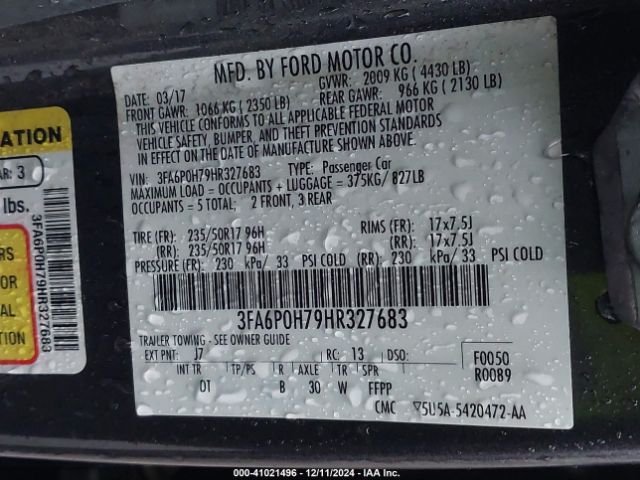 MFD. BY FORD MOTOR CO.
DATE: 03/17
GVWR: 2009 KG ( 4430 LB)
FRONT GAWR: 1066 KG ( 2350 LB)
REAR GAWR: 966 KG ( 2130 LB)
THIS VEHICLE CONFORMS TO ALL APPLICABLE FEDERAL MOTOR
VEHICLE SAFETY, BUMPER, AND THEFT PREVENTION STANDARDS
IN EFFECT ON THE DATE OF MANUFACTURE SHOWN ABOVE.
VIN: 3FA6P0H79HR327683 TYPE: Passenger Car
MAXIMUM LOAD = OCCUPANTS + LUGGAGE = 375KG/ 827LB
OCCUPANTS = 5 TOTAL; 2 FRONT, 3 REAR
TIRE (FR): 235/50R17 96H RIMS (FR): 17x7.5J
(RR): 235/50R17 96H (RR): 17x7.5J
PRESSURE (FR): 230 kPa/ 33 PSI COLD (RR): 230 kPa/ 33 PSI COLD
3FA6P0H79HR327683
TRAILER TOWING - SEE OWNER GUIDE
EXT PNT: J7 RC: 13 DSO: F0050
R0089
INT TR TP/PS R AXLE TR SPR
DT B 30 W FFPP
CMC 5U5A-5420472-AA
ATION
AR: 3
lbs.
3FA6P0H79HR327683
RS
OR
AL
TION
000-41021496 - 12/11/2024 - IAA Inc.